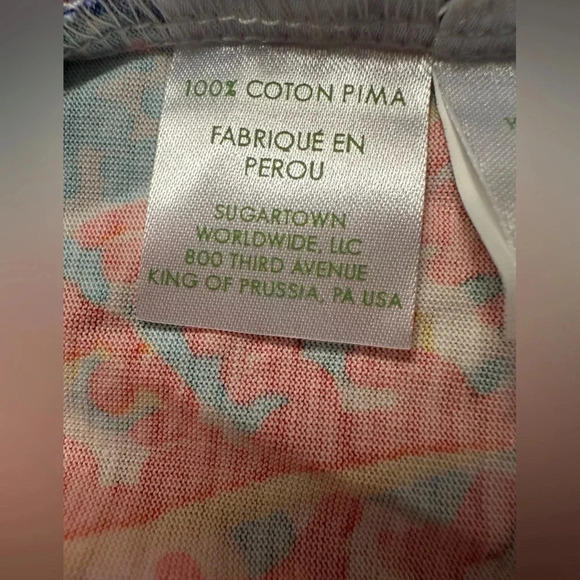 100% COTON PIMA
FABRIQUÉ EN
PEROU
SUGARTOWN
WORLDWIDE, LLC
800 THIRD AVENUE
KING OF PRUSSIA, PA USA